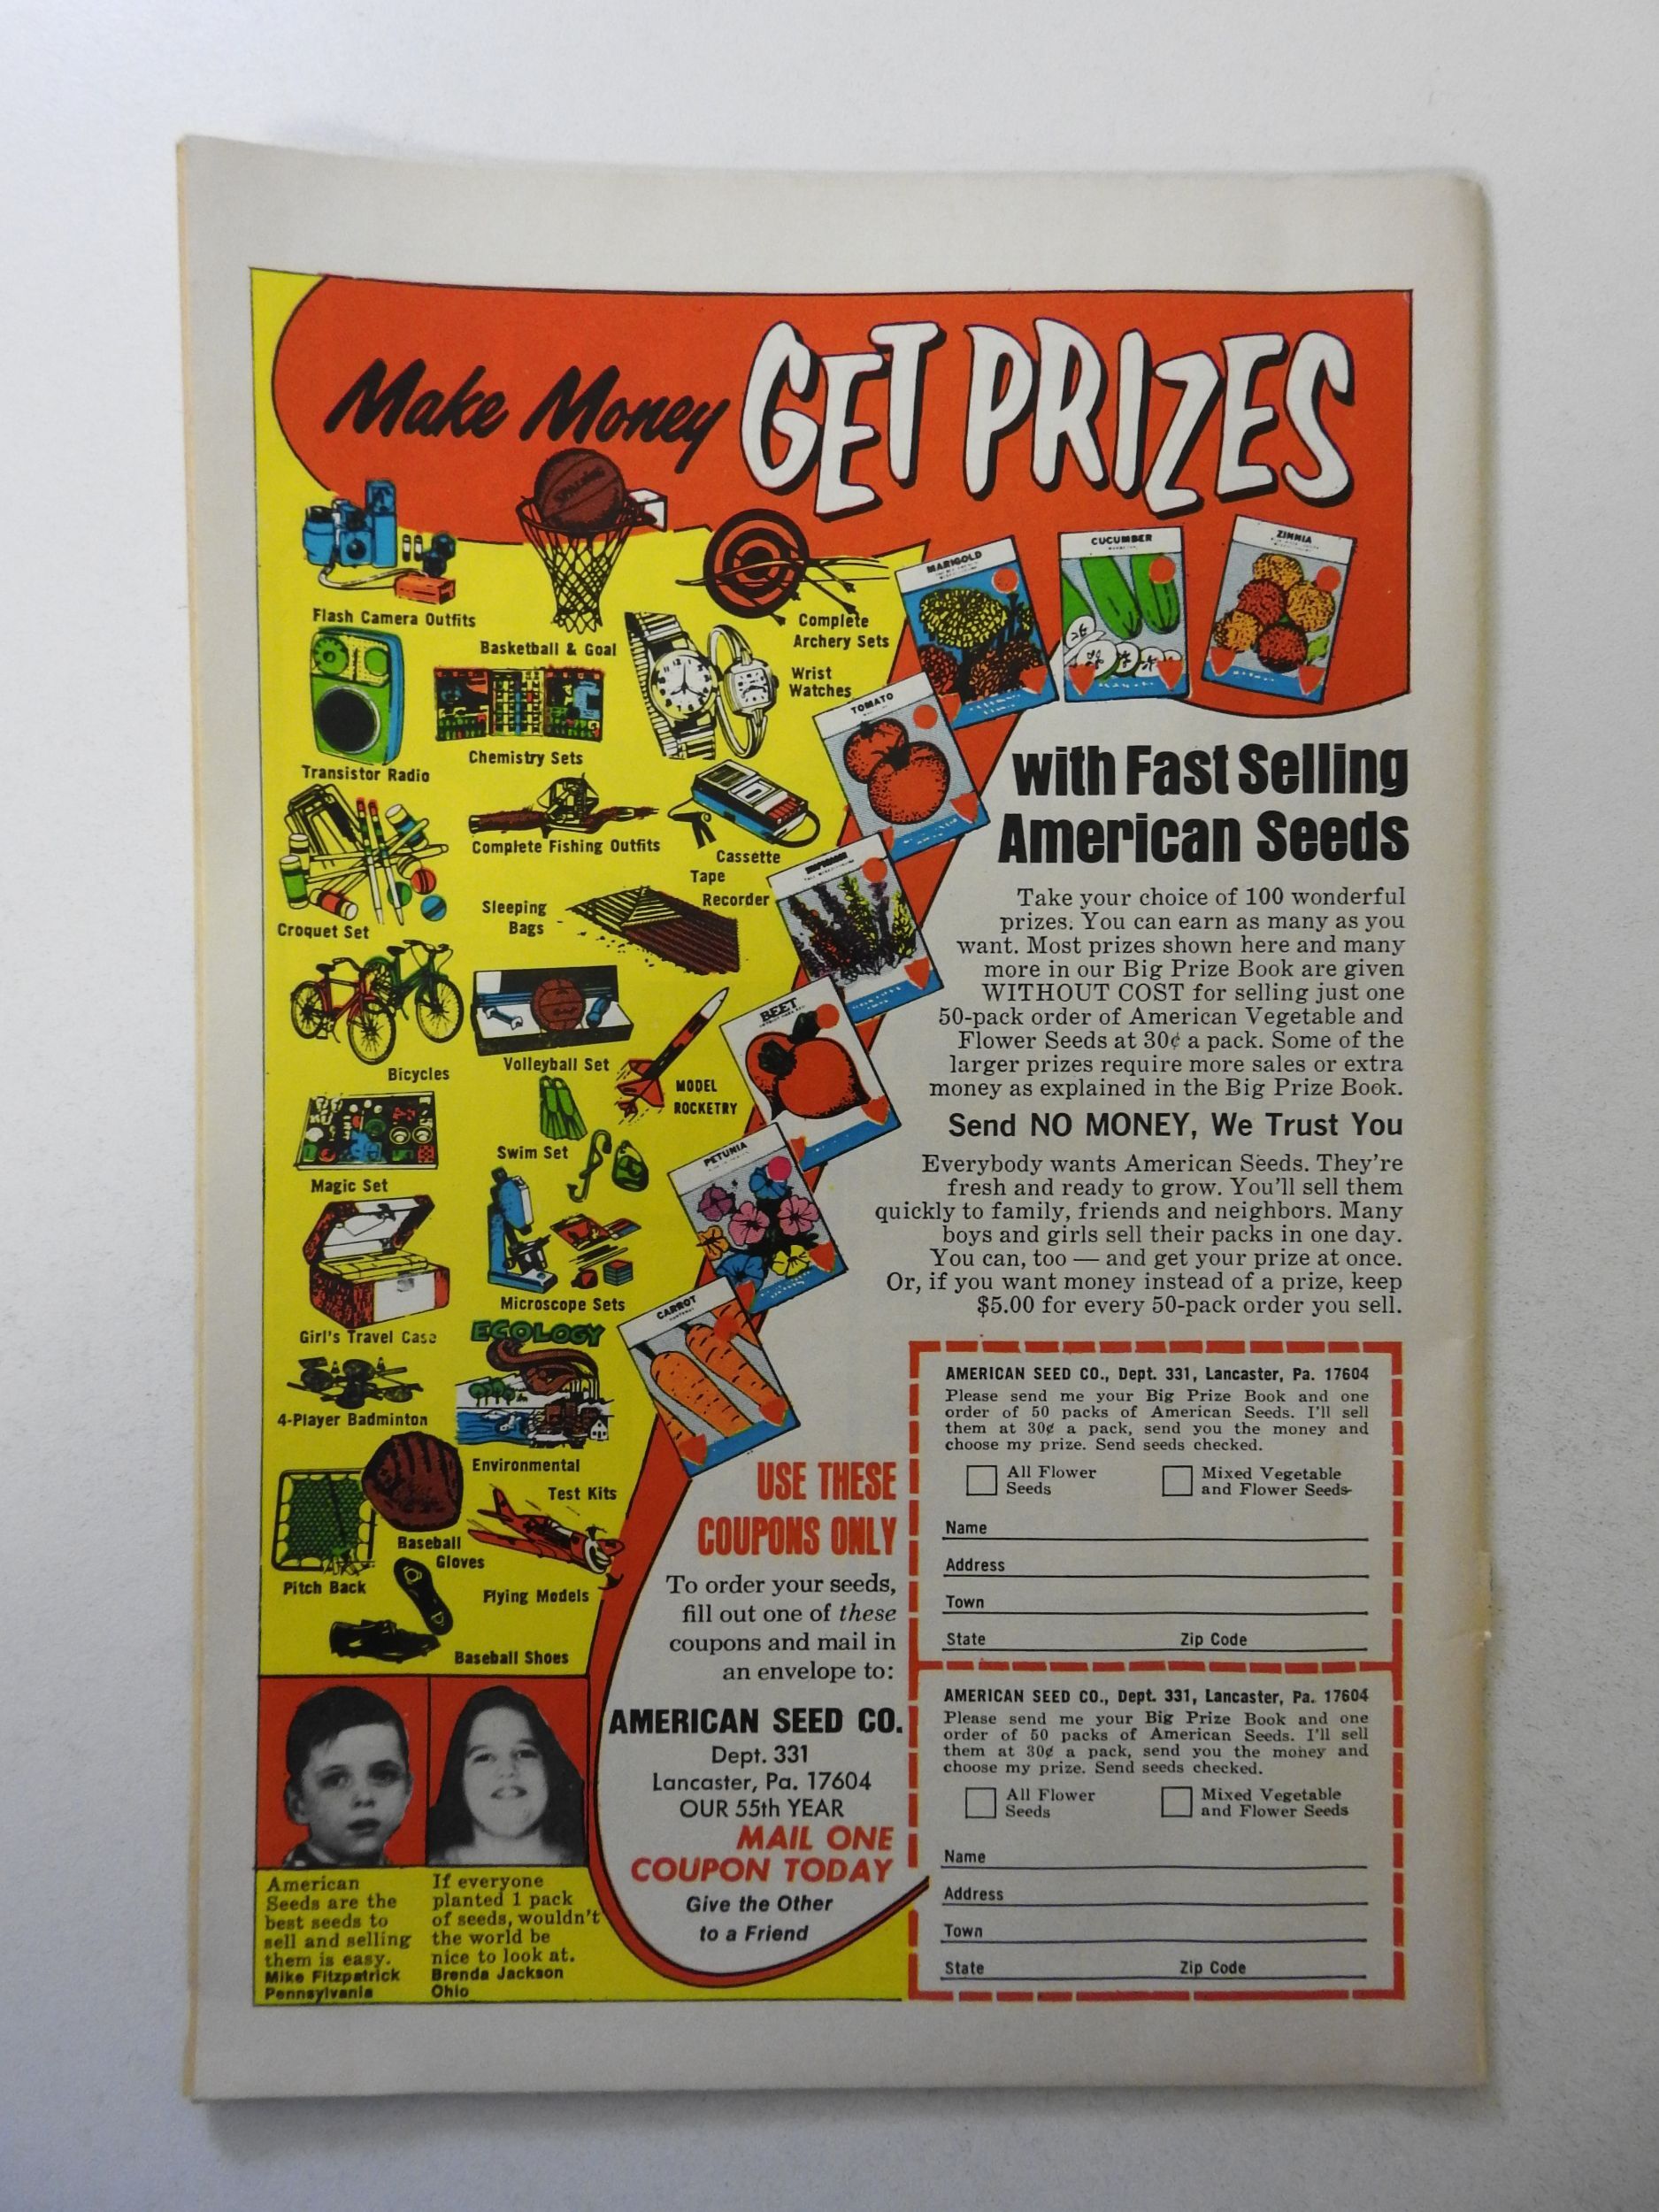 Make Money GET PRIZES
Flash Camera Outfits
Basketball & Goal
Complete
Archery Sets
Wrist
Watches
Transistor Radio
Chemistry Sets
Complete Fishing Outfits
Cassette
Tape
Recorder
Croquet Set
Sleeping
Bags
Bicycles
Volleyball Set
MODEL
ROCKETRY
Swim Set
Magic Set
Microscope Sets
Girl's Travel Case
ECOLOGY
4-Player Badminton
Environmental
Test Kits
Baseball
Gloves
Pitch Back
Flying Models
Baseball Shoes
MARIGOLD
CUCUMBER
ZINNIA
TOMATO
BEET
PETUNIA
CARROT
with Fast Selling
American Seeds
Take your choice of 100 wonderful
prizes. You can earn as many as you
want. Most prizes shown here and many
more in our Big Prize Book are given
WITHOUT COST for selling just one
50-pack order of American Vegetable and
Flower Seeds at 30¢ a pack. Some of the
larger prizes require more sales or extra
money as explained in the Big Prize Book.
Send NO MONEY, We Trust You
Everybody wants American Seeds. They're
fresh and ready to grow. You'll sell them
quickly to family, friends and neighbors. Many
boys and girls sell their packs in one day.
You can, too — and get your prize at once.
Or, if you want money instead of a prize, keep
$5.00 for every 50-pack order you sell.
USE THESE
COUPONS ONLY
To order your seeds,
fill out one of these
coupons and mail in
an envelope to:
AMERICAN SEED CO.
Dept. 331
Lancaster, Pa. 17604
OUR 55th YEAR
MAIL ONE
COUPON TODAY
Give the Other
to a Friend
AMERICAN SEED CO., Dept. 331, Lancaster, Pa. 17604
Please send me your Big Prize Book and one
order of 50 packs of American Seeds. I'll sell
them at 30¢ a pack, send you the money and
choose my prize. Send seeds checked.
All Flower
Seeds
Mixed Vegetable
and Flower Seeds
Name
Address
Town
State Zip Code
AMERICAN SEED CO., Dept. 331, Lancaster, Pa. 17604
Please send me your Big Prize Book and one
order of 50 packs of American Seeds. I'll sell
them at 30¢ a pack, send you the money and
choose my prize. Send seeds checked.
All Flower
Seeds
Mixed Vegetable
and Flower Seeds
Name
Address
Town
State Zip Code
American
Seeds are the
best seeds to
sell and selling
them is easy.
Mike Fitzpatrick
Pennsylvania
If everyone
planted 1 pack
of seeds, wouldn't
the world be
nice to look at.
Brenda Jackson
Ohio